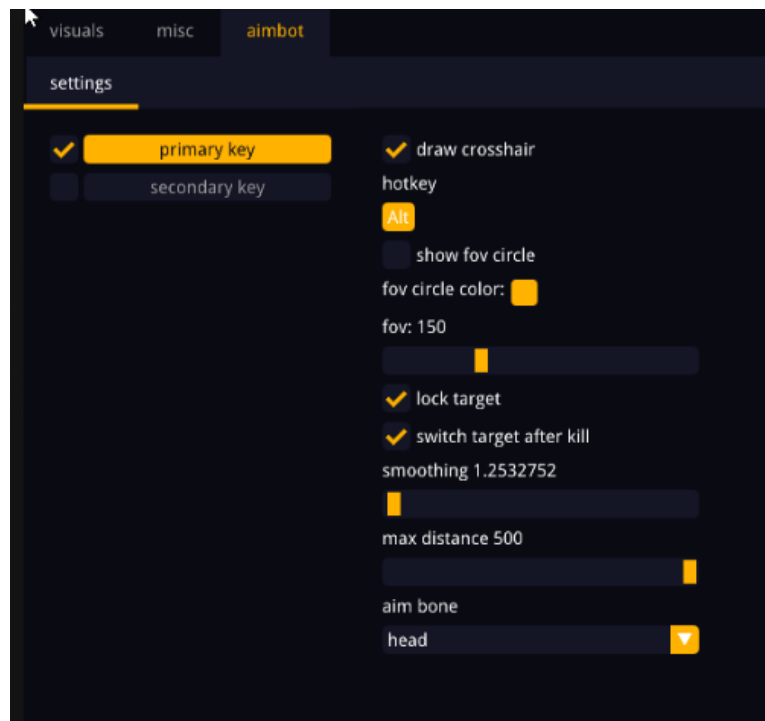 visuals misc aimbot
settings
primary key
secondary key
draw crosshair
hotkey
Alt
show fov circle
fov circle color:
fov: 150
lock target
switch target after kill
smoothing 1.2532752
max distance 500
aim bone
head